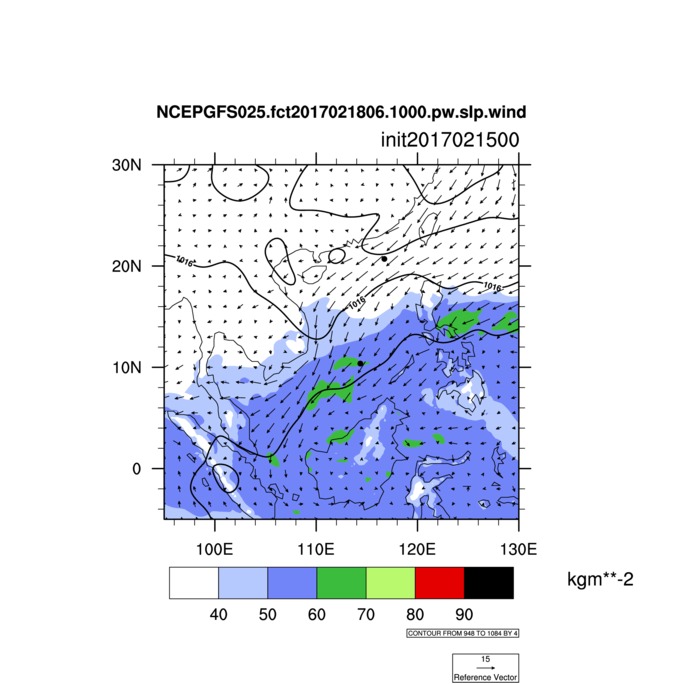 NCEPGFS025.fct2017021806.1000.pw.slp.wind
init2017021500
30N
20N
10N
0
1016
1016
1016
100E 110E 120E 130E
40 50 60 70 80 90
kgm**-2
CONTOUR FROM 948 TO 1084 BY 4
15
Reference Vector